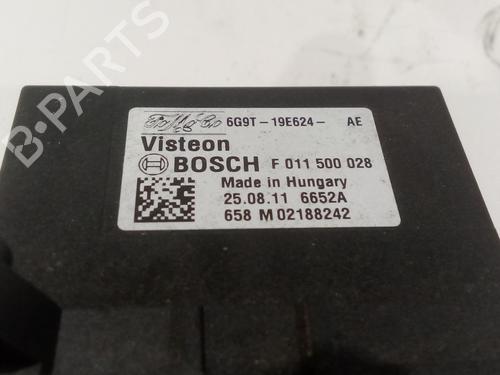 6G9T-19E624- AE
Visteon
BOSCH F 011 500 028
Made in Hungary
25.08.11 6652A
658 M 02188242
B-PARTS